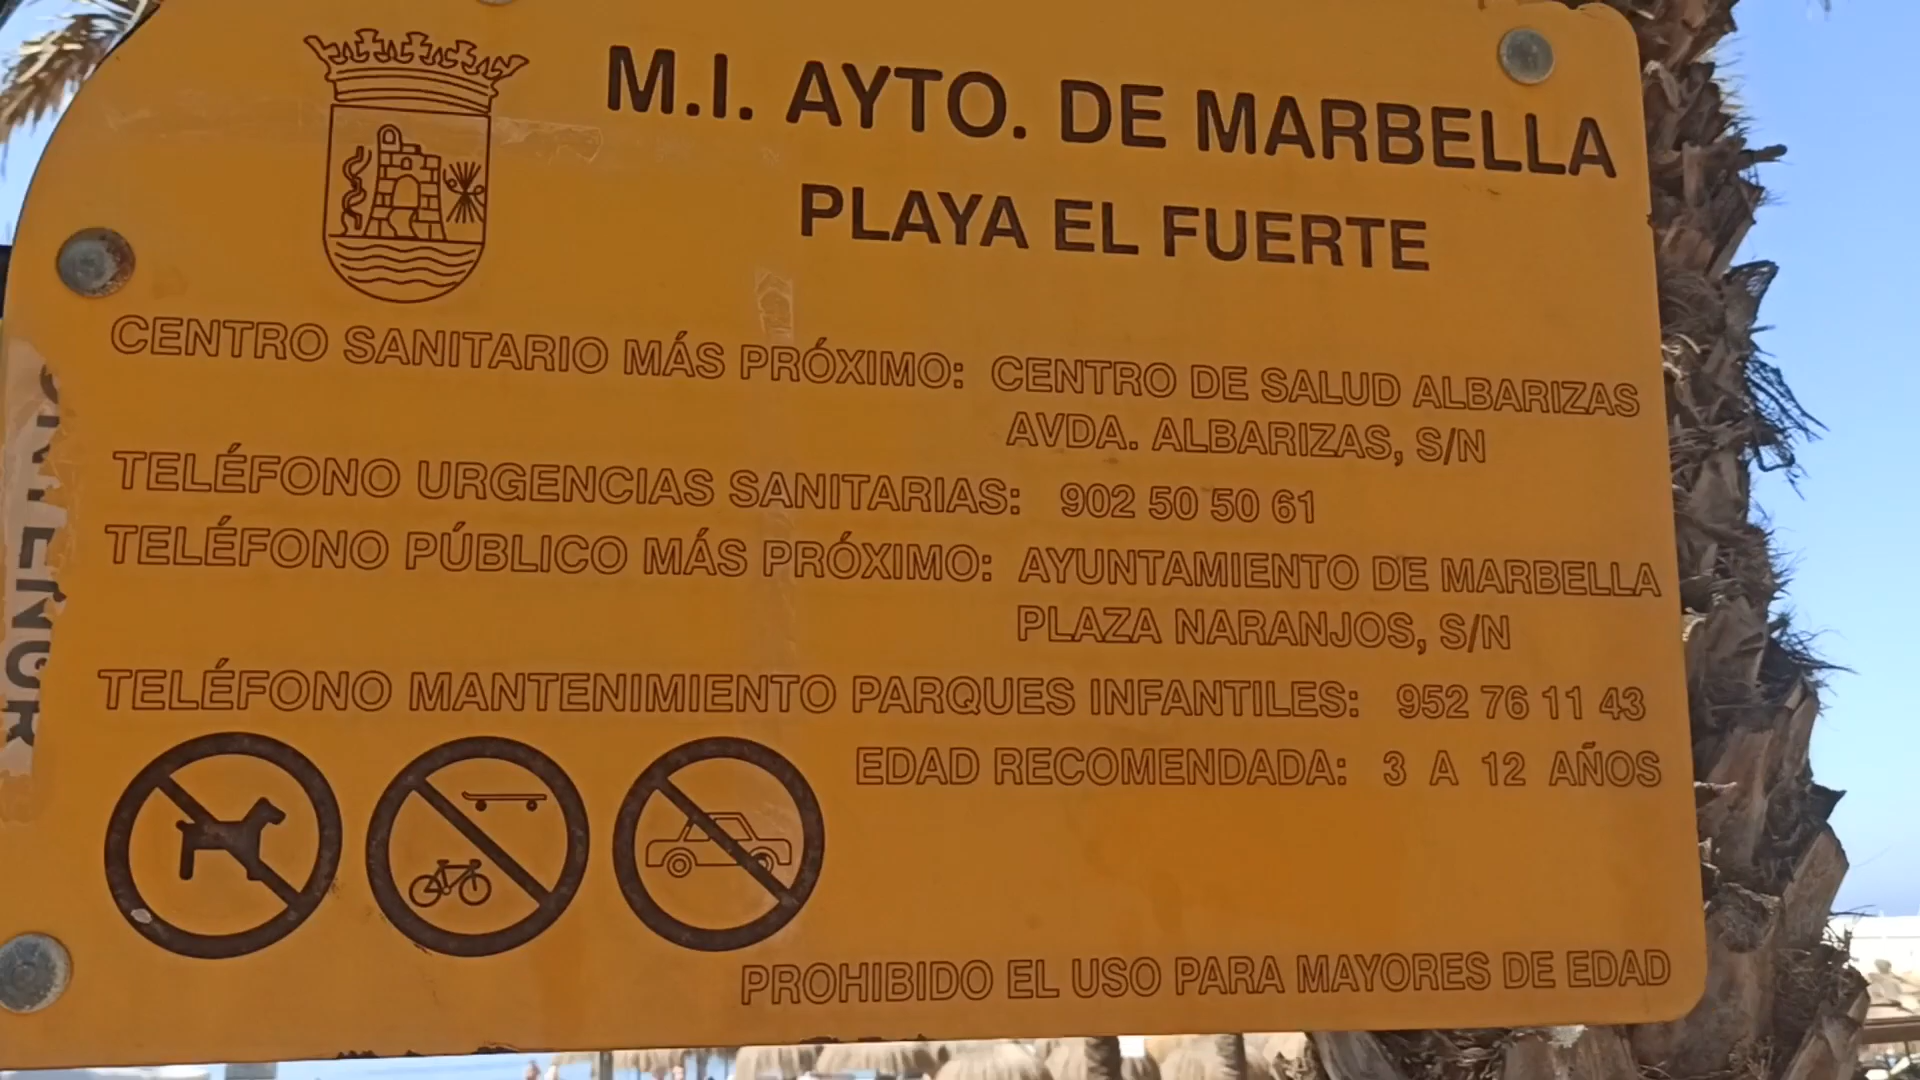 M.I. AYTO. DE MARBELLA
PLAYA EL FUERTE
CENTRO SANITARIO MÁS PRÓXIMO: CENTRO DE SALUD ALBARIZAS
AVDA. ALBARIZAS, S/N
TELÉFONO URGENCIAS SANITARIAS: 902 50 50 61
TELÉFONO PÚBLICO MÁS PRÓXIMO: AYUNTAMIENTO DE MARBELLA
PLAZA NARANJOS, S/N
TELÉFONO MANTENIMIENTO PARQUES INFANTILES: 952 76 11 43
EDAD RECOMENDADA: 3 A 12 AÑOS
PROHIBIDO EL USO PARA MAYORES DE EDAD